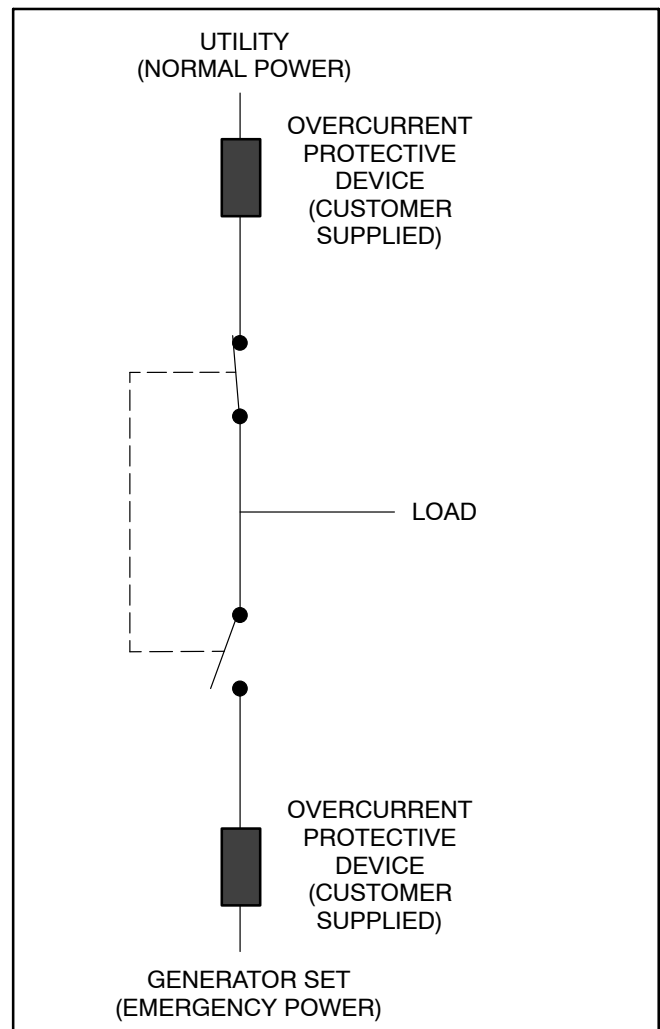 UTILITY
(NORMAL POWER)
OVERCURRENT
PROTECTIVE
DEVICE
(CUSTOMER
SUPPLIED)
LOAD
OVERCURRENT
PROTECTIVE
DEVICE
(CUSTOMER
SUPPLIED)
GENERATOR SET
(EMERGENCY POWER)